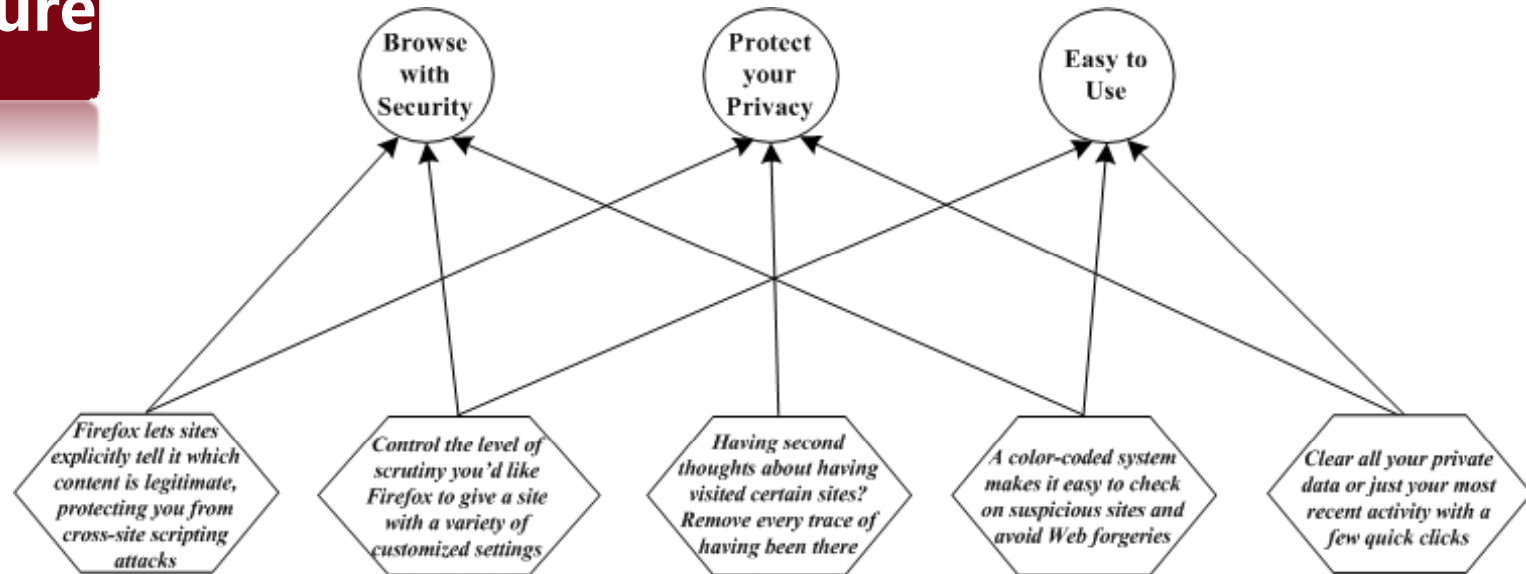 Browse
with
Security
Protect
your
Privacy
Easy to
Use
Firefox lets sites
explicitly tell it which
content is legitimate,
protecting you from
cross-site scripting
attacks
Control the level of
scrutiny you'd like
Firefox to give a site
with a variety of
customized settings
Having second
thoughts about having
visited certain sites?
Remove every trace of
having been there
A color-coded system
makes it easy to check
on suspicious sites and
avoid Web forgeries
Clear all your private
data or just your most
recent activity with a
few quick clicks